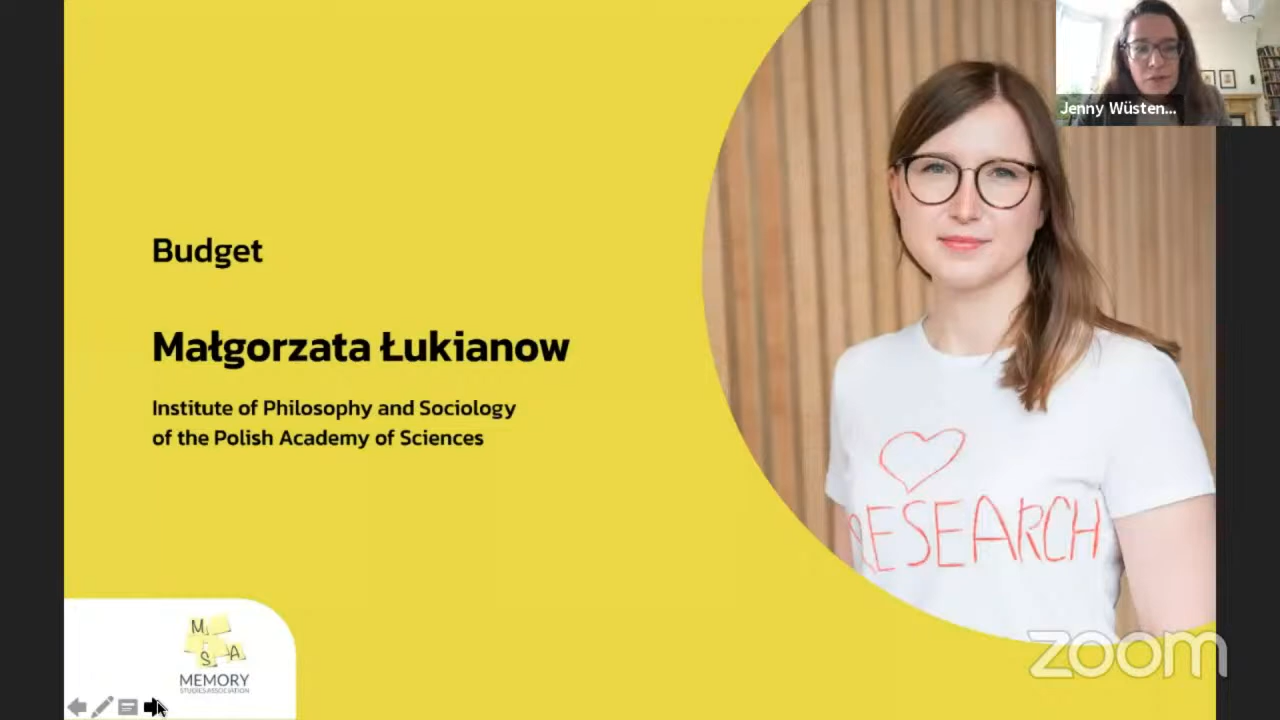 Jenny Wüsten...
Budget
Małgorzata Łukianow
Institute of Philosophy and Sociology
of the Polish Academy of Sciences
RESEARCH
M
S A
MEMORY
STUDIES ASSOCIATION
zoom